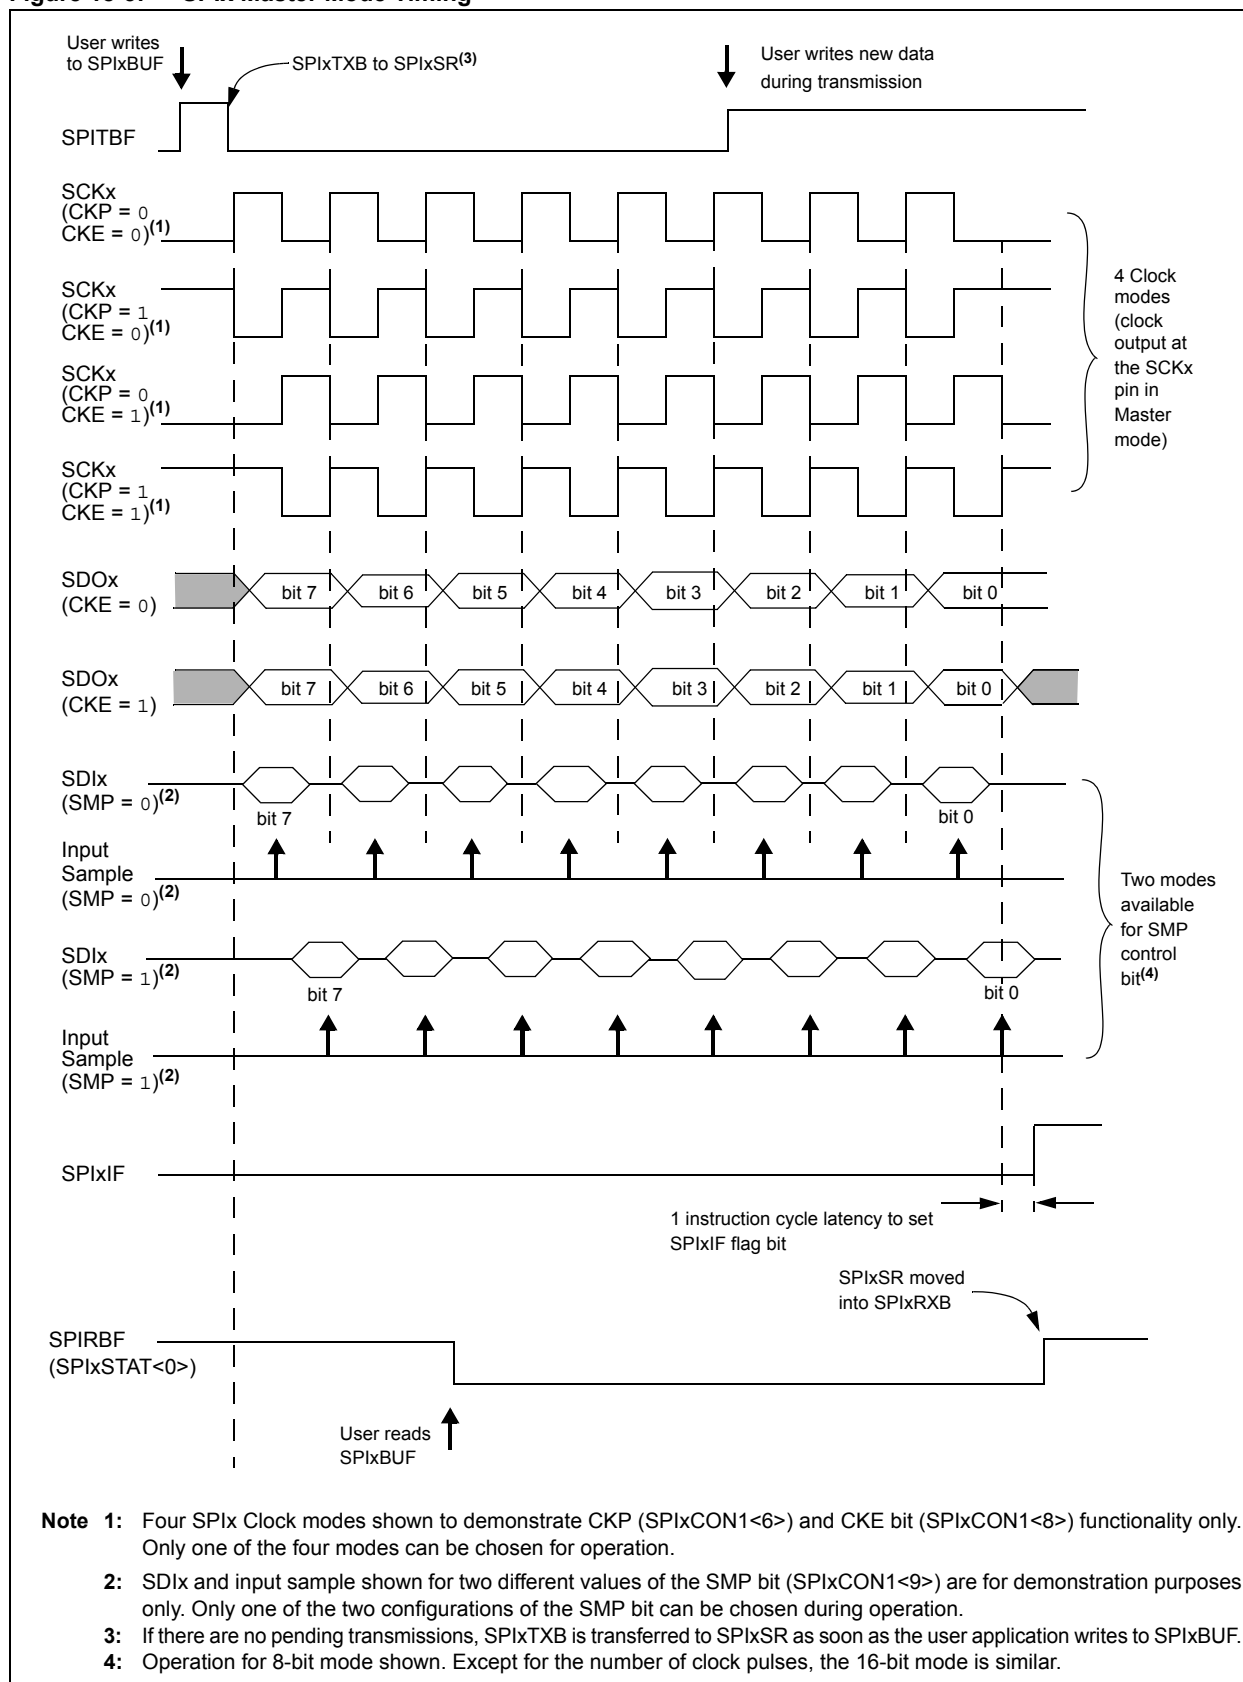 User writes
to SPIxBUF
SPIxTXB to SPIxSR(3)
User writes new data
during transmission
SPITBF
SCKx
(CKP = 0
CKE = 0)(1)
SCKx
(CKP = 1
CKE = 0)(1)
SCKx
(CKP = 0
CKE = 1)(1)
SCKx
(CKP = 1
CKE = 1)(1)
4 Clock
modes
(clock
output at
the SCKx
pin in
Master
mode)
SDOx
(CKE = 0)
bit 7 bit 6 bit 5 bit 4 bit 3 bit 2 bit 1 bit 0
SDOx
(CKE = 1)
bit 7 bit 6 bit 5 bit 4 bit 3 bit 2 bit 1 bit 0
SDIx
(SMP = 0)(2)
bit 7 bit 0
Input
Sample
(SMP = 0)(2)
SDIx
(SMP = 1)(2)
bit 7 bit 0
Input
Sample
(SMP = 1)(2)
Two modes
available
for SMP
control
bit(4)
SPIxIF
1 instruction cycle latency to set
SPIxIF flag bit
SPIxSR moved
into SPIxRXB
SPIRBF
(SPIxSTAT<0>)
User reads
SPIxBUF
Note 1: Four SPIx Clock modes shown to demonstrate CKP (SPIxCON1<6>) and CKE bit (SPIxCON1<8>) functionality only.
Only one of the four modes can be chosen for operation.
2: SDIx and input sample shown for two different values of the SMP bit (SPIxCON1<9>) are for demonstration purposes
only. Only one of the two configurations of the SMP bit can be chosen during operation.
3: If there are no pending transmissions, SPIxTXB is transferred to SPIxSR as soon as the user application writes to SPIxBUF.
4: Operation for 8-bit mode shown. Except for the number of clock pulses, the 16-bit mode is similar.